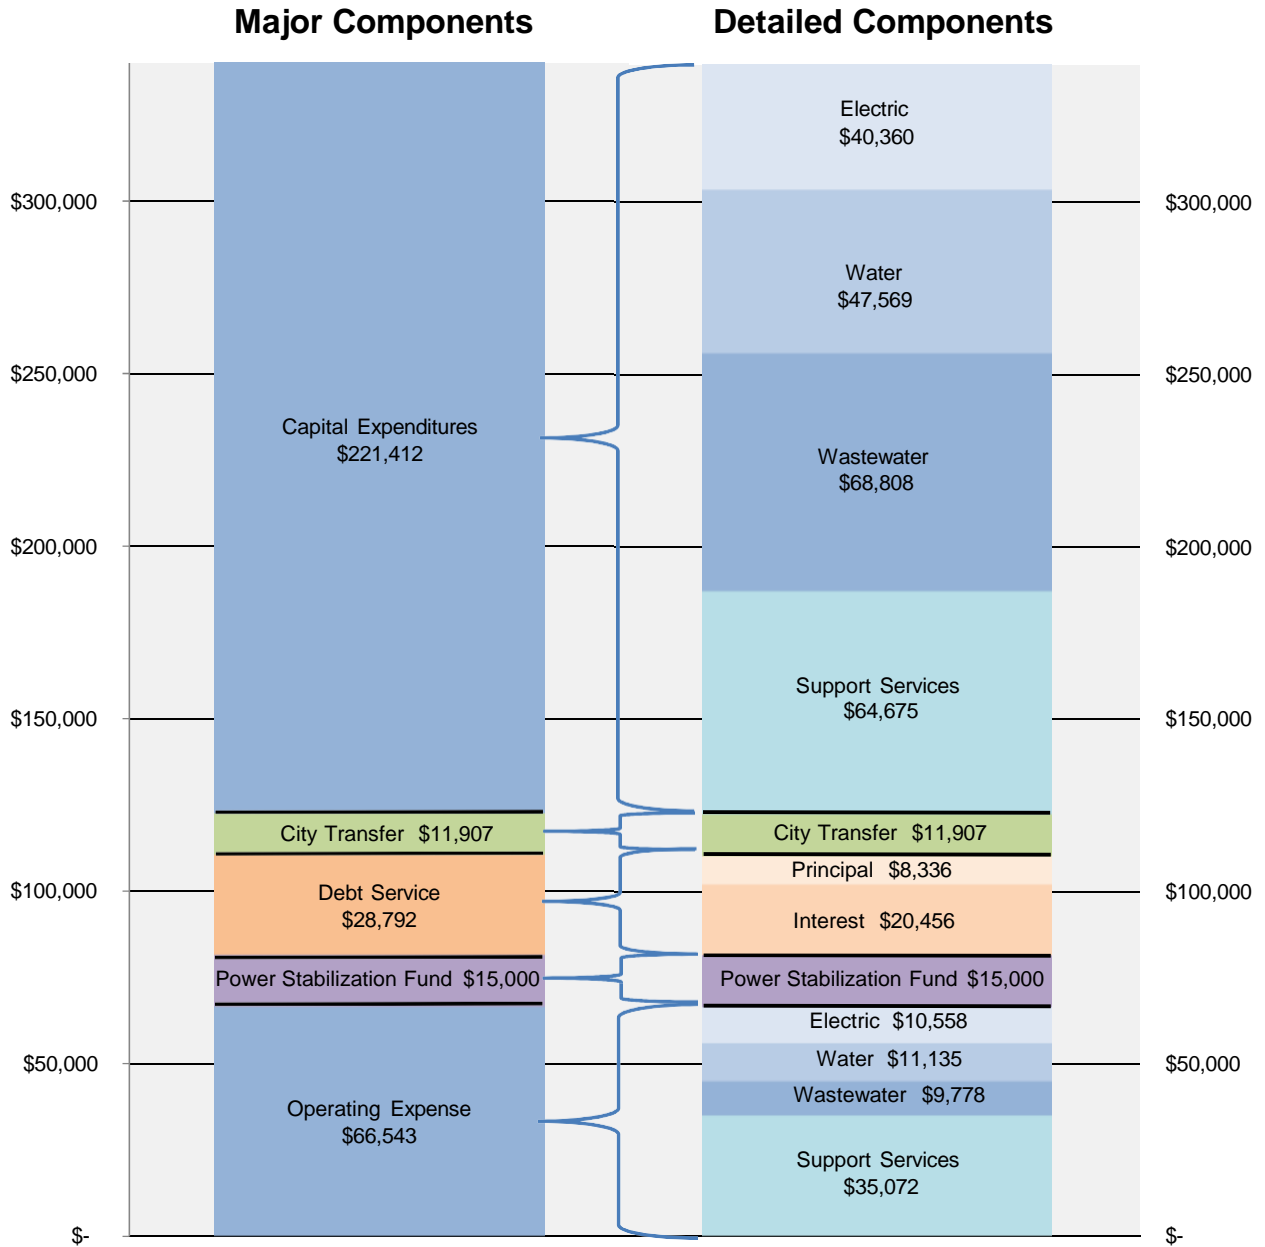 Major Components
Detailed Components
$300,000
$250,000
$200,000
$150,000
$100,000
$50,000
$-
Capital Expenditures
$221,412
City Transfer $11,907
Debt Service
$28,792
Power Stabilization Fund $15,000
Operating Expense
$66,543
Electric
$40,360
Water
$47,569
Wastewater
$68,808
Support Services
$64,675
City Transfer $11,907
Principal $8,336
Interest $20,456
Power Stabilization Fund $15,000
Electric $10,558
Water $11,135
Wastewater $9,778
Support Services
$35,072
$300,000
$250,000
$200,000
$150,000
$100,000
$50,000
$-